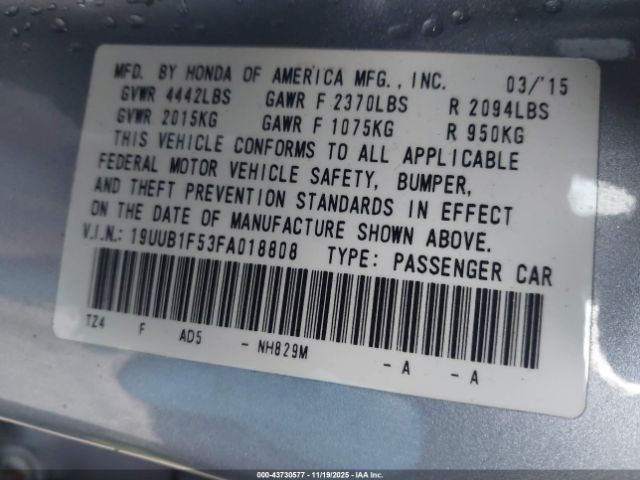 MFD. BY HONDA OF AMERICA MFG., INC. 03/'15
GVWR 4442LBS GAWR F 2370LBS R 2094LBS
GVWR 2015KG GAWR F 1075KG R 950KG
THIS VEHICLE CONFORMS TO ALL APPLICABLE
FEDERAL MOTOR VEHICLE SAFETY, BUMPER,
AND THEFT PREVENTION STANDARDS IN EFFECT
ON THE DATE OF MANUFACTURE SHOWN ABOVE.
V.I.N.: 19UUB1F53FA018808 TYPE: PASSENGER CAR
TZ4 F AD5 - NH829M - A - A
000-43730577 - 11/19/2025 - IAAI, Inc.